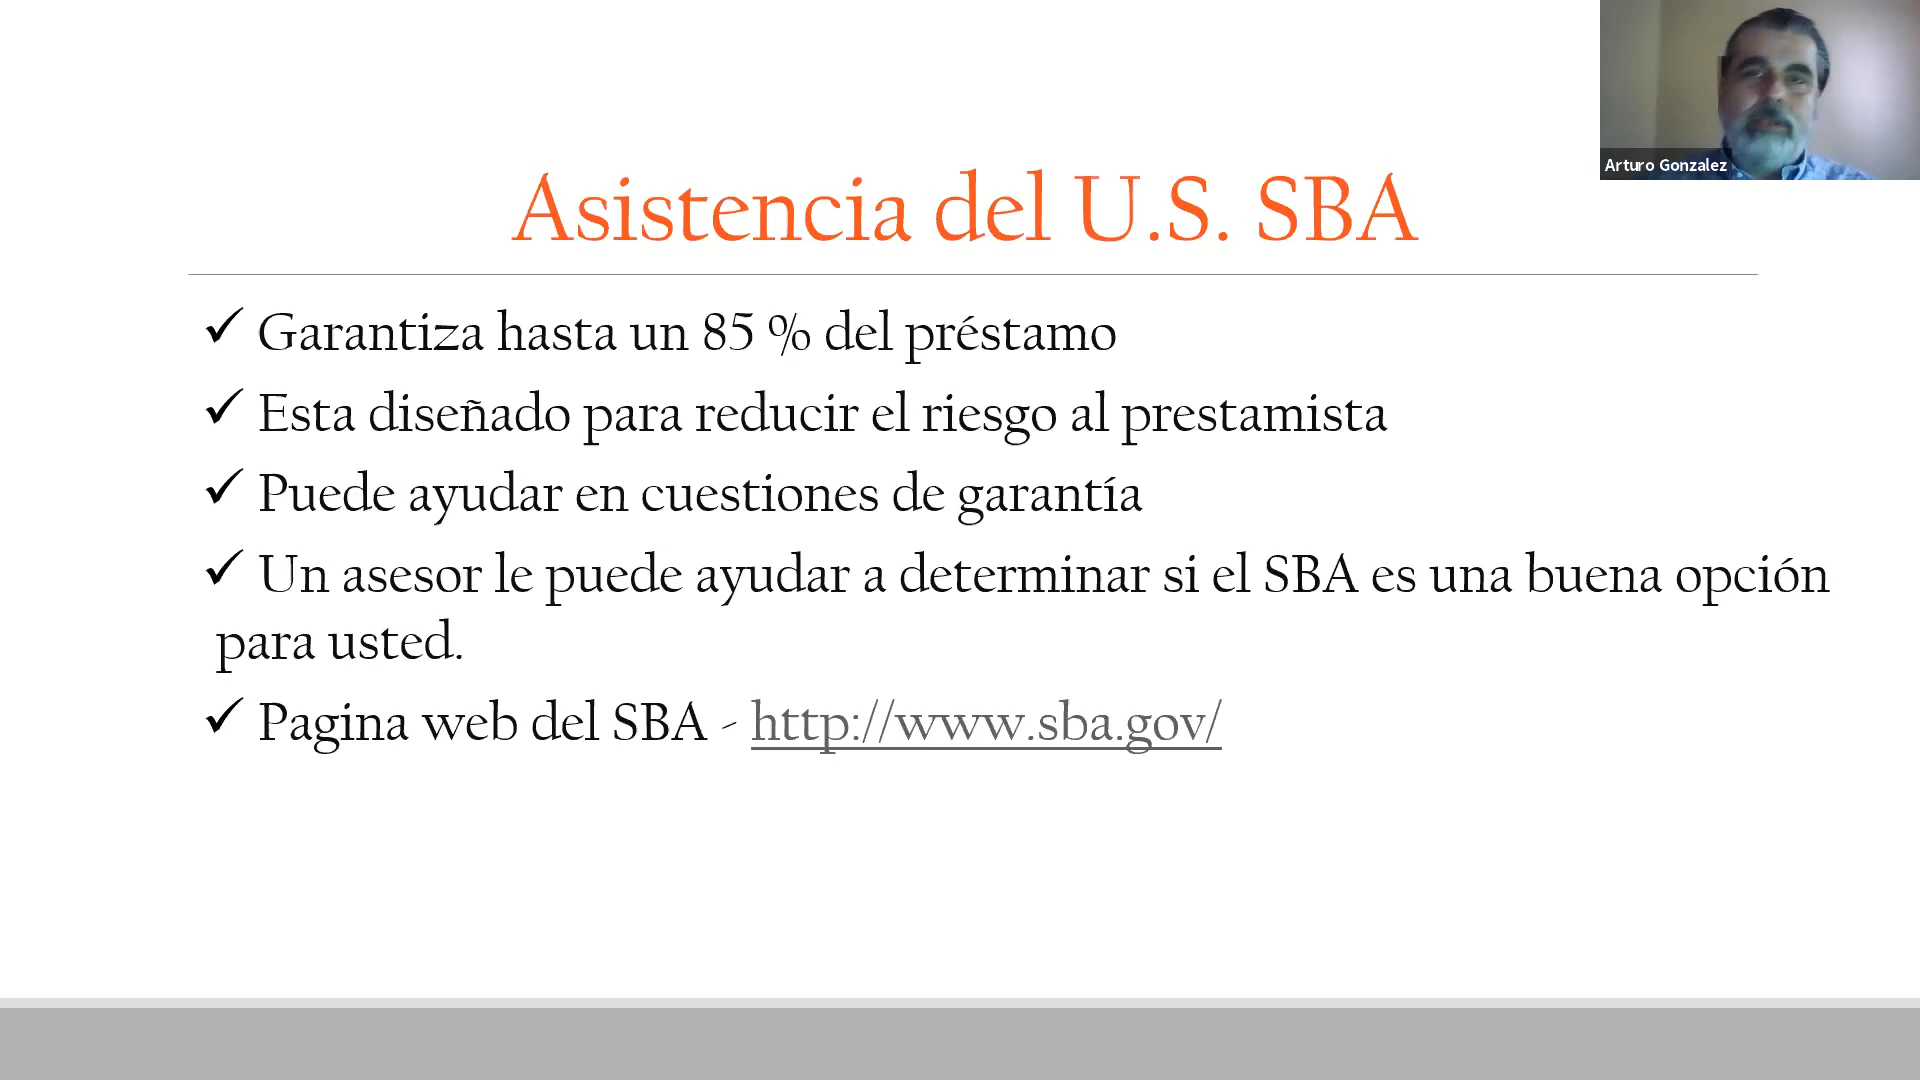 Arturo Gonzalez
Asistencia del U.S. SBA
✓ Garantiza hasta un 85 % del préstamo
✓ Esta diseñado para reducir el riesgo al prestamista
✓ Puede ayudar en cuestiones de garantía
✓ Un asesor le puede ayudar a determinar si el SBA es una buena opción
para usted.
✓ Pagina web del SBA - http://www.sba.gov/